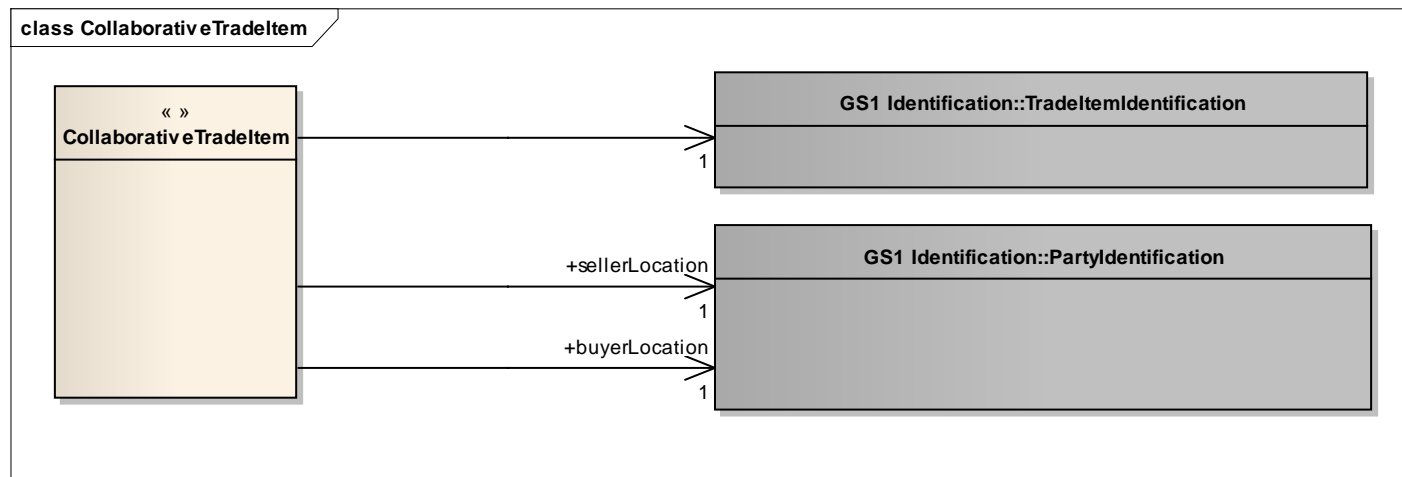 class CollaborativeTradeItem
« »
CollaborativeTradeItem
GS1 Identification::TradeItemIdentification
1
GS1 Identification::PartyIdentification
+sellerLocation
1
+buyerLocation
1